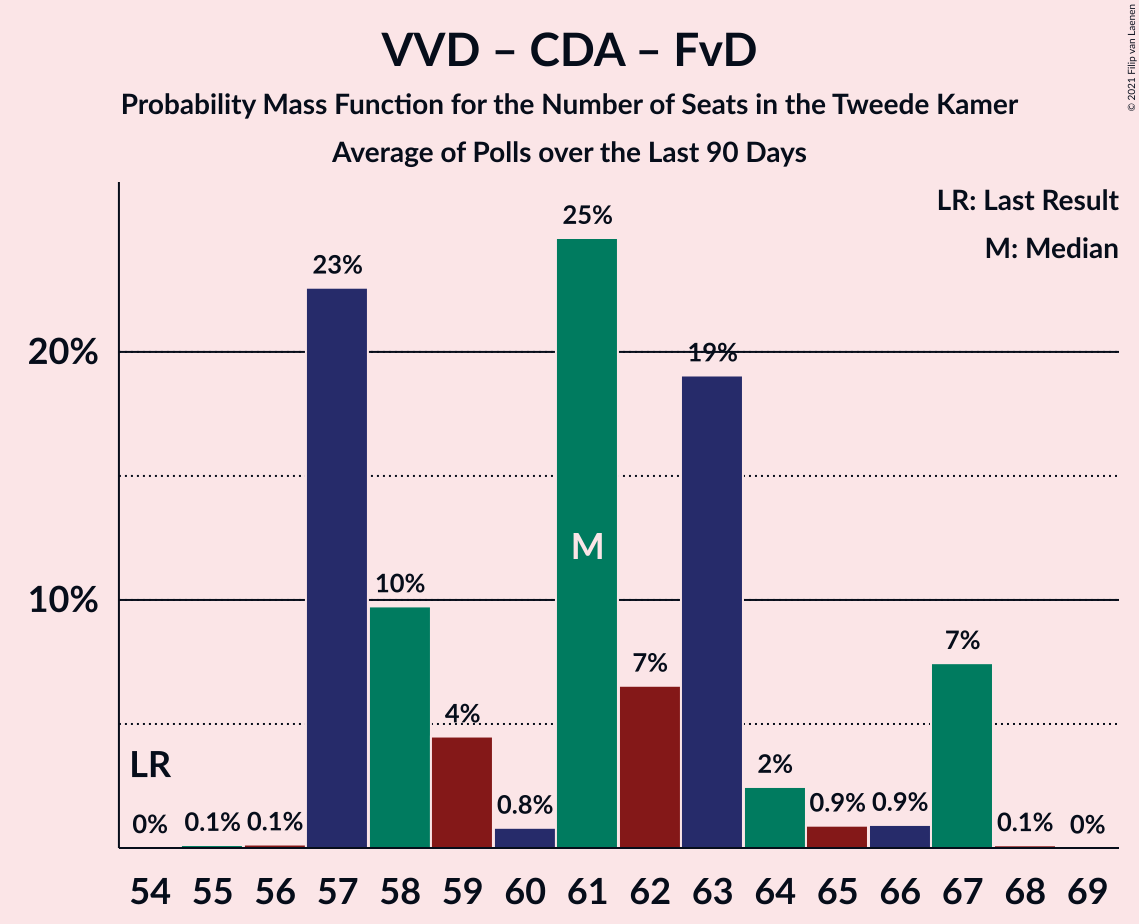 VVD – CDA – FvD
Probability Mass Function for the Number of Seats in the Tweede Kamer
Average of Polls over the Last 90 Days
© 2021 Filip van Laenen
LR: Last Result
M: Median
25%
23%
20%
19%
M
10%
10%
7%
7%
4%
LR
2%
0%
0.1%
0.1%
0.8%
0.9%
0.9%
0.1%
0%
54 55 56 57 58 59 60 61 62 63 64 65 66 67 68 69